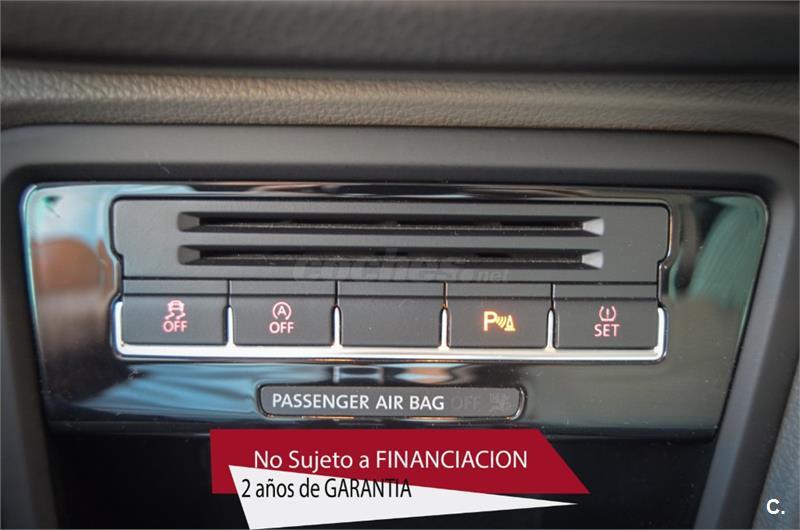 coches.net
OFF
A
OFF
P
SET
PASSENGER AIR BAG OFF
No Sujeto a FINANCIACION
2 años de GARANTIA
C.